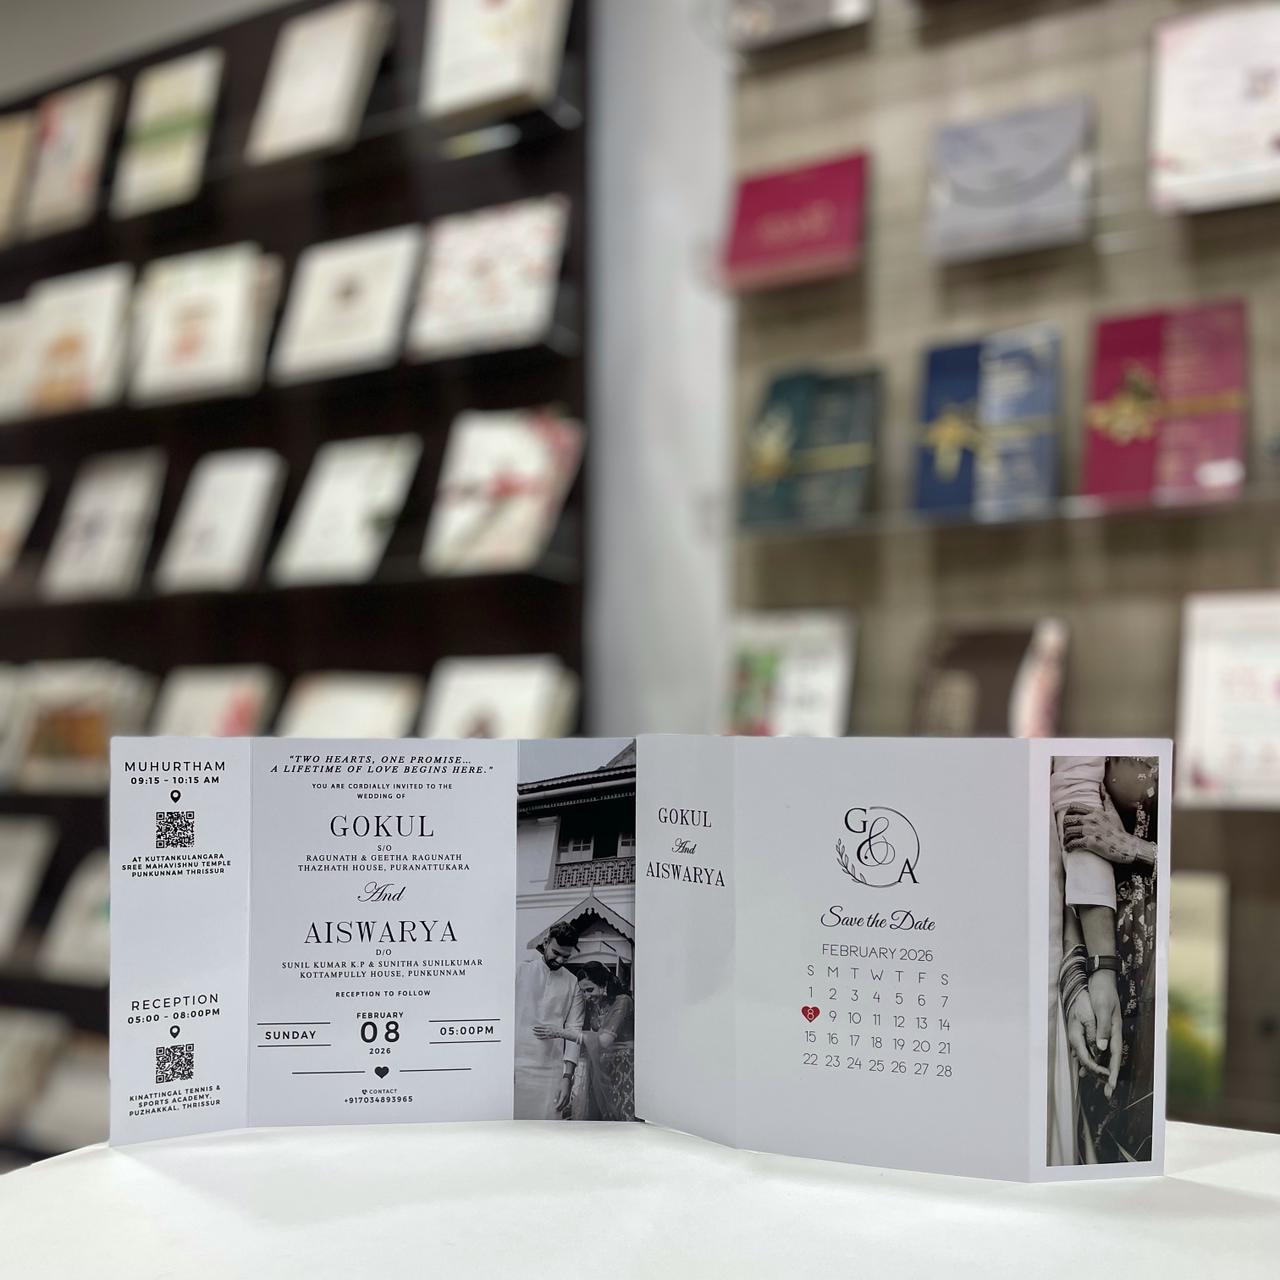 MUHURTHAM
09:15 - 10:15 AM
AT KUTTANKULANGARA
SREE MAHAVISHNU TEMPLE
PUNKUNNAM THRISSUR
RECEPTION
05:00 - 08:00PM
KINATTINGAL TENNIS &
SPORTS ACADEMY,
PUZHAKKAL, THRISSUR
"TWO HEARTS, ONE PROMISE...
A LIFETIME OF LOVE BEGINS HERE."
YOU ARE CORDIALLY INVITED TO THE
WEDDING OF
GOKUL
S/O
RAGUNATH & GEETHA RAGUNATH
THAZHATH HOUSE, PURANATTUKARA
And
AISWARYA
D/O
SUNIL KUMAR K.P & SUNITHA SUNILKUMAR
KOTTAMPULLY HOUSE, PUNKUNNAM
RECEPTION TO FOLLOW
FEBRUARY
SUNDAY 08 05:00PM
2026
CONTACT
+917034893965
GOKUL
And
AISWARYA
G & A
Save the Date
FEBRUARY 2026
S M T W T F S
1 2 3 4 5 6 7
8 9 10 11 12 13 14
15 16 17 18 19 20 21
22 23 24 25 26 27 28